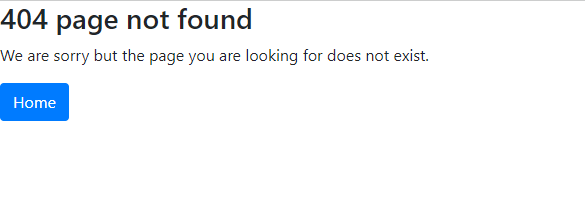 404 page not found
We are sorry but the page you are looking for does not exist.
Home